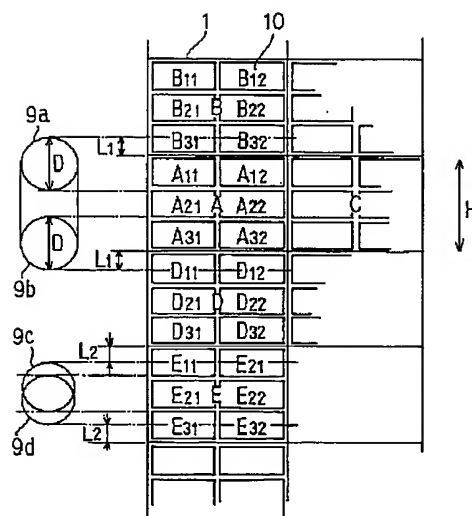 1 10
B11 B12
9a
B21 B B22
B31 B32
L1
D
A11 A12
A21 A A22 C H
D
A31 A32
L1
D11 D12
9b
D21 D D22
9c
D31 D32
L2
E11 E21
E21 E E22
E31 E32
L2
9d